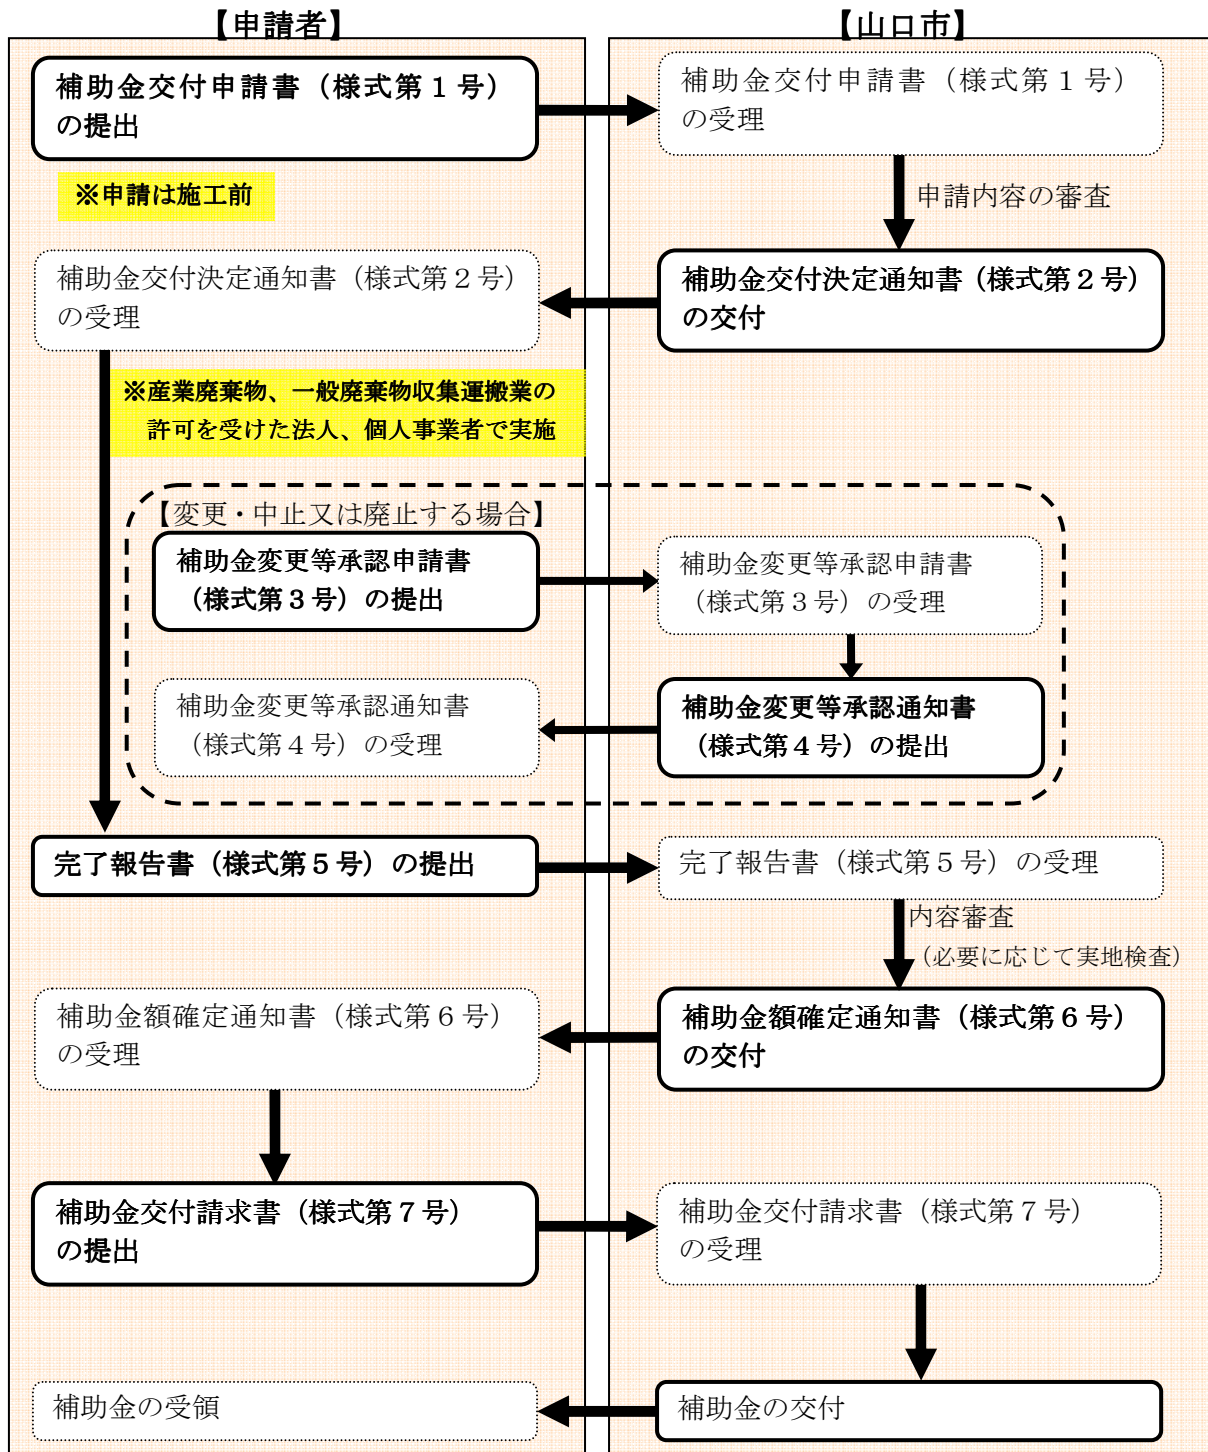 【申請者】
【山口市】
補助金交付申請書（様式第１号）
の提出
補助金交付申請書（様式第１号）
の受理
※申請は施工前
申請内容の審査
補助金交付決定通知書（様式第２号）
の受理
補助金交付決定通知書（様式第２号）
の交付
※産業廃棄物、一般廃棄物収集運搬業の
許可を受けた法人、個人事業者で実施
【変更・中止又は廃止する場合】
補助金変更等承認申請書
（様式第３号）の提出
補助金変更等承認申請書
（様式第３号）の受理
補助金変更等承認通知書
（様式第４号）の受理
補助金変更等承認通知書
（様式第４号）の提出
完了報告書（様式第５号）の提出
完了報告書（様式第５号）の受理
内容審査
（必要に応じて実地検査）
補助金額確定通知書（様式第６号）
の受理
補助金額確定通知書（様式第６号）
の交付
補助金交付請求書（様式第７号）
の提出
補助金交付請求書（様式第７号）
の受理
補助金の受領
補助金の交付